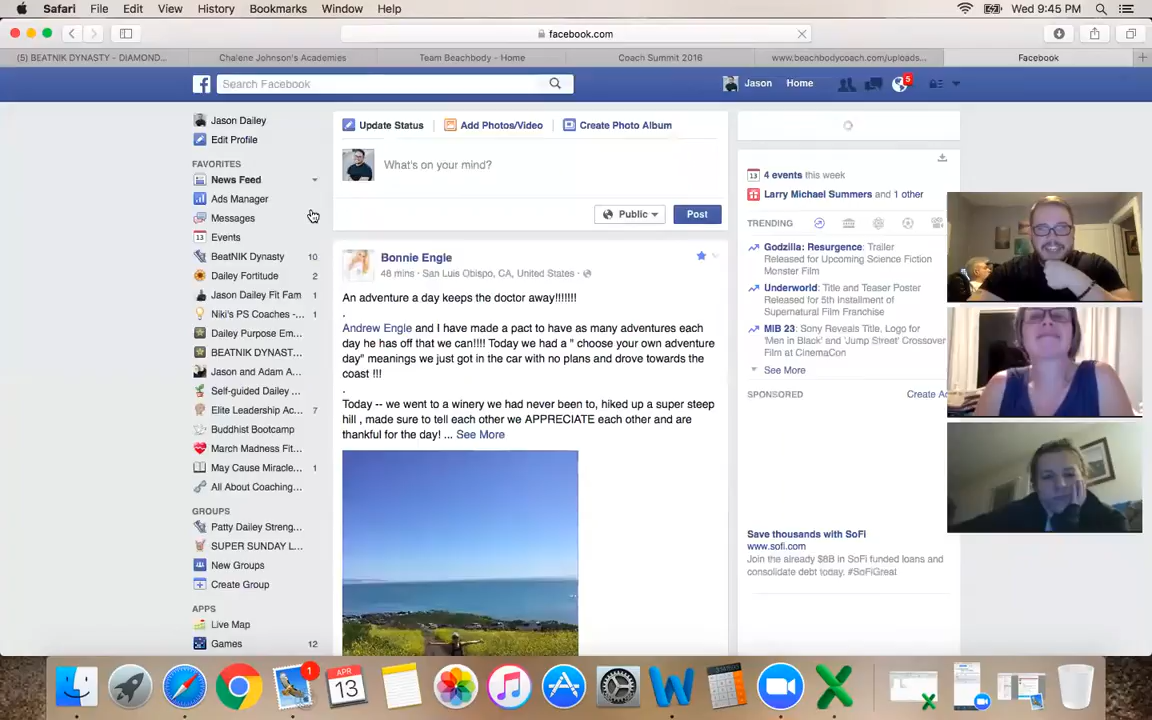 Safari File Edit View History Bookmarks Window Help Wed 9:45 PM
facebook.com
(5) BEATNIK DYNASTY - DIAMOND... Chalene Johnson's Academies Team Beachbody - Home Coach Summit 2016 www.beachbodycoach.com/uploads... Facebook
Search Facebook Jason Home 5
Jason Dailey
Edit Profile
FAVORITES
News Feed
Ads Manager
Messages
13 Events
BeatNIK Dynasty 10
Dailey Fortitude 2
Jason Dailey Fit Fam 1
Niki's PS Coaches -... 1
Dailey Purpose Em...
BEATNIK DYNAST...
Jason and Adam A...
Self-guided Dailey ...
Elite Leadership Ac... 7
Buddhist Bootcamp
March Madness Fit...
May Cause Miracle... 1
All About Coaching...
GROUPS
Patty Dailey Streng...
SUPER SUNDAY L...
New Groups
Create Group
APPS
Live Map
Games 12
Update Status Add Photos/Video Create Photo Album
What's on your mind?
Public Post
Bonnie Engle
48 mins · San Luis Obispo, CA, United States ·
An adventure a day keeps the doctor away!!!!!!!
.
Andrew Engle and I have made a pact to have as many adventures each
day he has off that we can!!!! Today we had a " choose your own adventure
day" meanings we just got in the car with no plans and drove towards the
coast !!!
.
Today -- we went to a winery we had never been to, hiked up a super steep
hill , made sure to tell each other we APPRECIATE each other and are
thankful for the day! ... See More
13 4 events this week
Larry Michael Summers and 1 other
TRENDING
Godzilla: Resurgence: Trailer
Released for Upcoming Science Fiction
Monster Film
Underworld: Title and Teaser Poster
Released for 5th Installment of
Supernatural Film Franchise
MIB 23: Sony Reveals Title, Logo for
'Men in Black' and 'Jump Street' Crossover
Film at CinemaCon
See More
SPONSORED Create Ad
Save thousands with SoFi
www.sofi.com
Join the already $8B in SoFi funded loans and
consolidate debt today. #SoFiGreat
1
APR
13